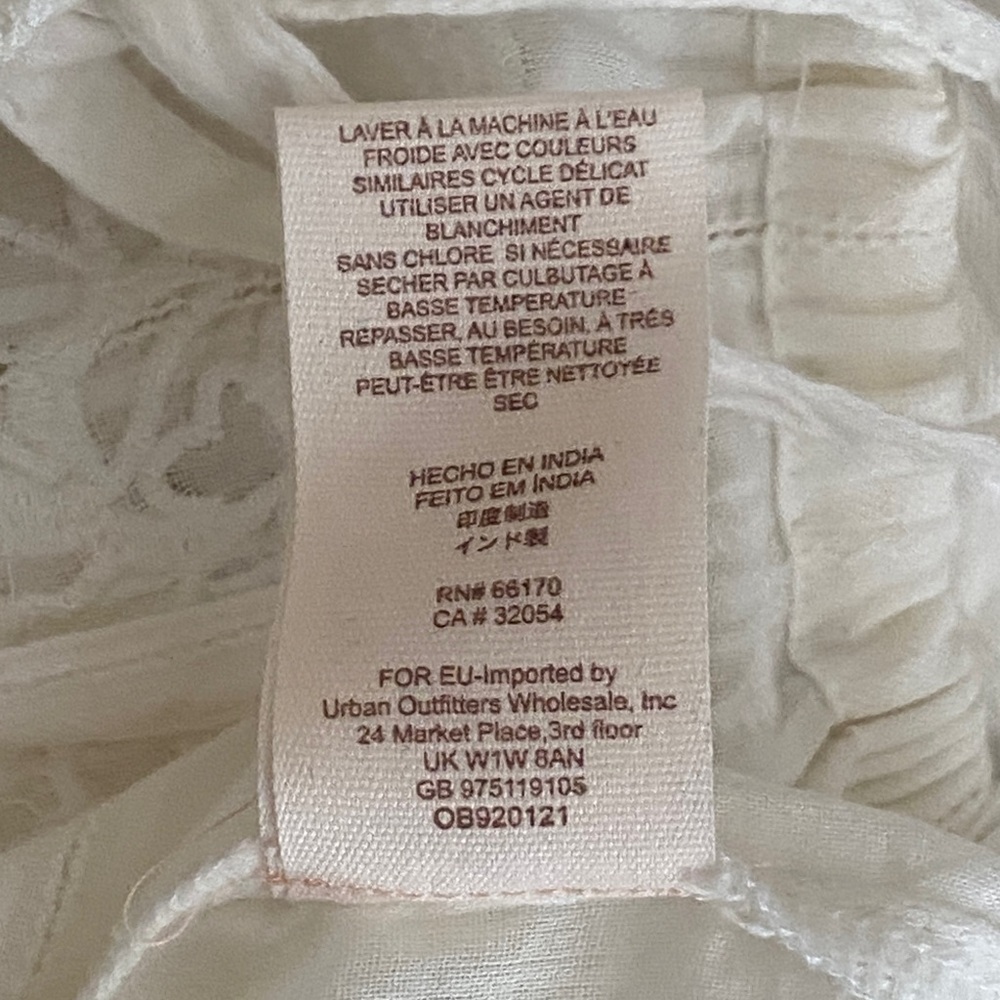 LAVER À LA MACHINE À L'EAU
FROIDE AVEC COULEURS
SIMILAIRES CYCLE DÉLICAT
UTILISER UN AGENT DE
BLANCHIMENT
SANS CHLORE SI NÉCESSAIRE
SECHER PAR CULBUTAGE À
BASSE TEMPERATURE
REPASSER, AU BESOIN, À TRÈS
BASSE TEMPÉRATURE
PEUT-ÊTRE ÊTRE NETTOYÉE
SEC
HECHO EN INDIA
FEITO EM ÍNDIA
印度制造
インド製
RN# 66170
CA # 32054
FOR EU-Imported by
Urban Outfitters Wholesale, Inc
24 Market Place,3rd floor
UK W1W 8AN
GB 975119105
OB920121